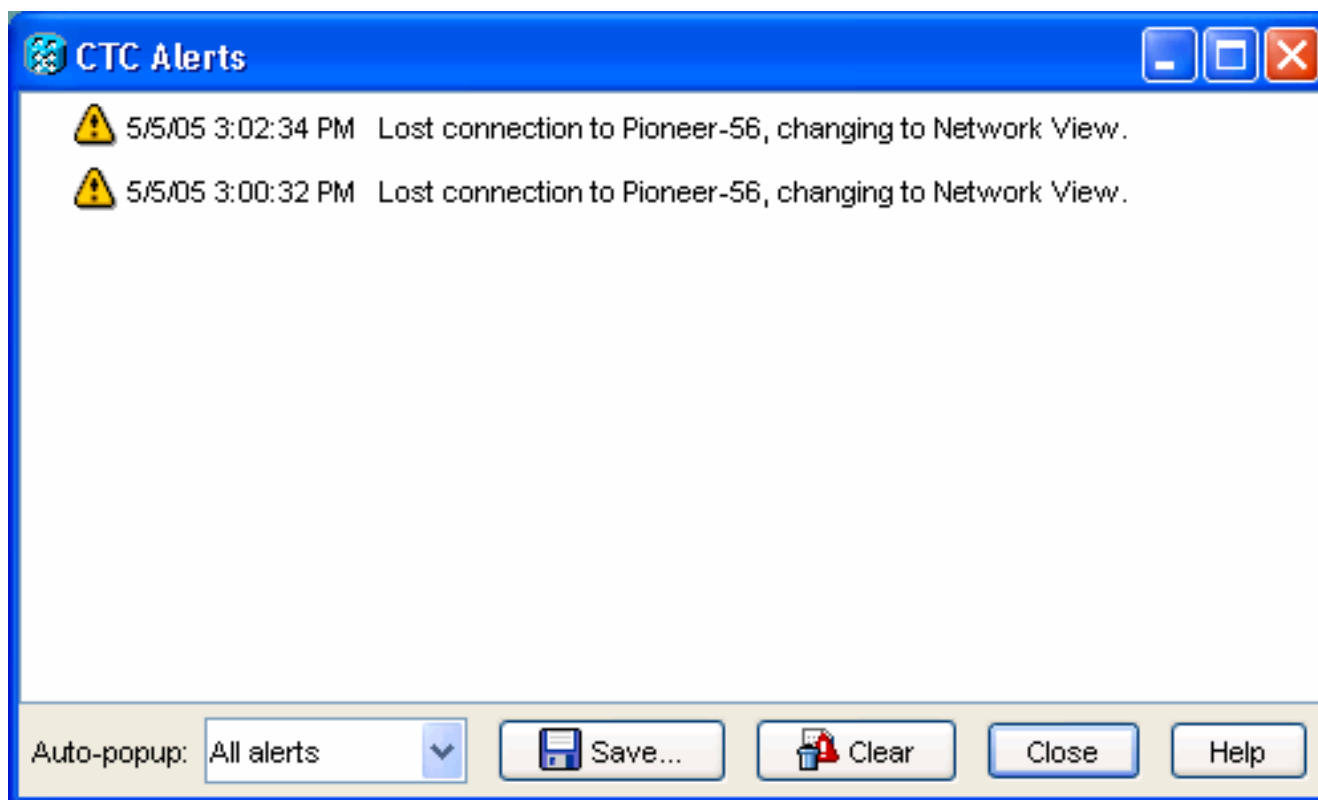 CTC Alerts
5/5/05 3:02:34 PM Lost connection to Pioneer-56, changing to Network View.
5/5/05 3:00:32 PM Lost connection to Pioneer-56, changing to Network View.
Auto-popup: All alerts Save... Clear Close Help